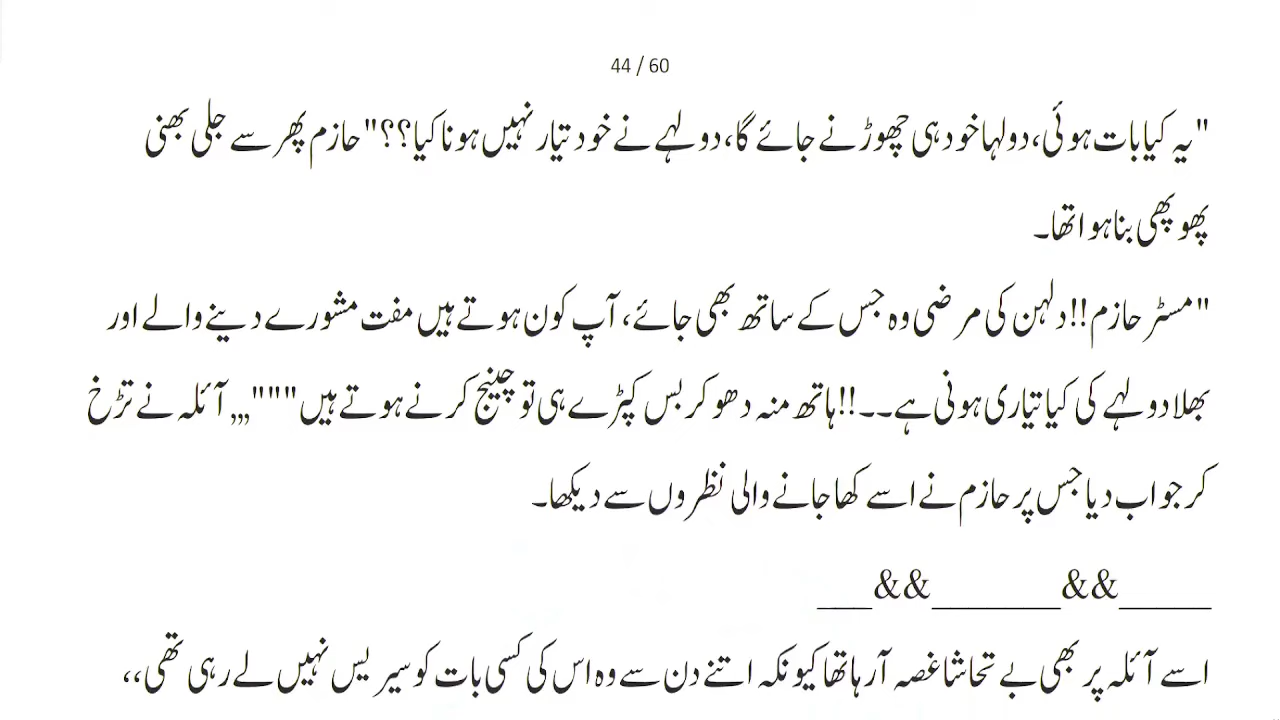 44 / 60
"یہ کیا بات ہوئی، دولہا خود ہی چھوڑنے جائے گا، دولہے نے خود تیار نہیں ہونا کیا؟؟" حازم پھر سے جلی بھنی
پھوپھی بنا ہوا تھا۔
"مسٹر حازم!! دلہن کی مرضی وہ جس کے ساتھ بھی جائے، آپ کون ہوتے ہیں مفت مشورے دینے والے اور
بھلا دولہے کی کیا تیاری ہونی ہے۔۔!! ہاتھ منہ دھو کر بس کپڑے ہی تو چینج کرنے ہوتے ہیں """,,, آئلہ نے تڑخ
کر جواب دیا جس پر حازم نے اسے کھا جانے والی نظروں سے دیکھا۔
_____&&_______&&___
اسے آئلہ پر بھی بے تحاشا غصہ آرہا تھا کیونکہ اتنے دن سے وہ اس کی کسی بات کو سیریس نہیں لے رہی تھی،،